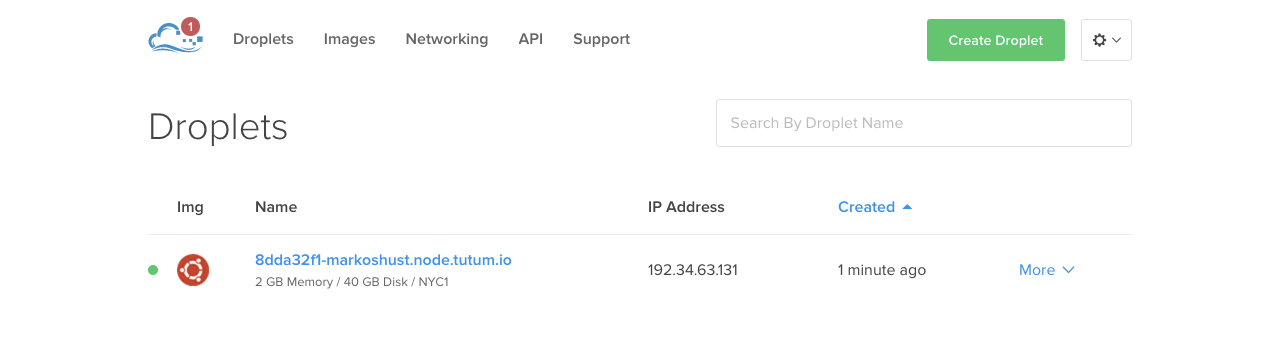 1
Droplets Images Networking API Support Create Droplet
Droplets
Search By Droplet Name
Img Name IP Address Created
8dda32f1-markoshust.node.tutum.io 192.34.63.131 1 minute ago More
2 GB Memory / 40 GB Disk / NYC1